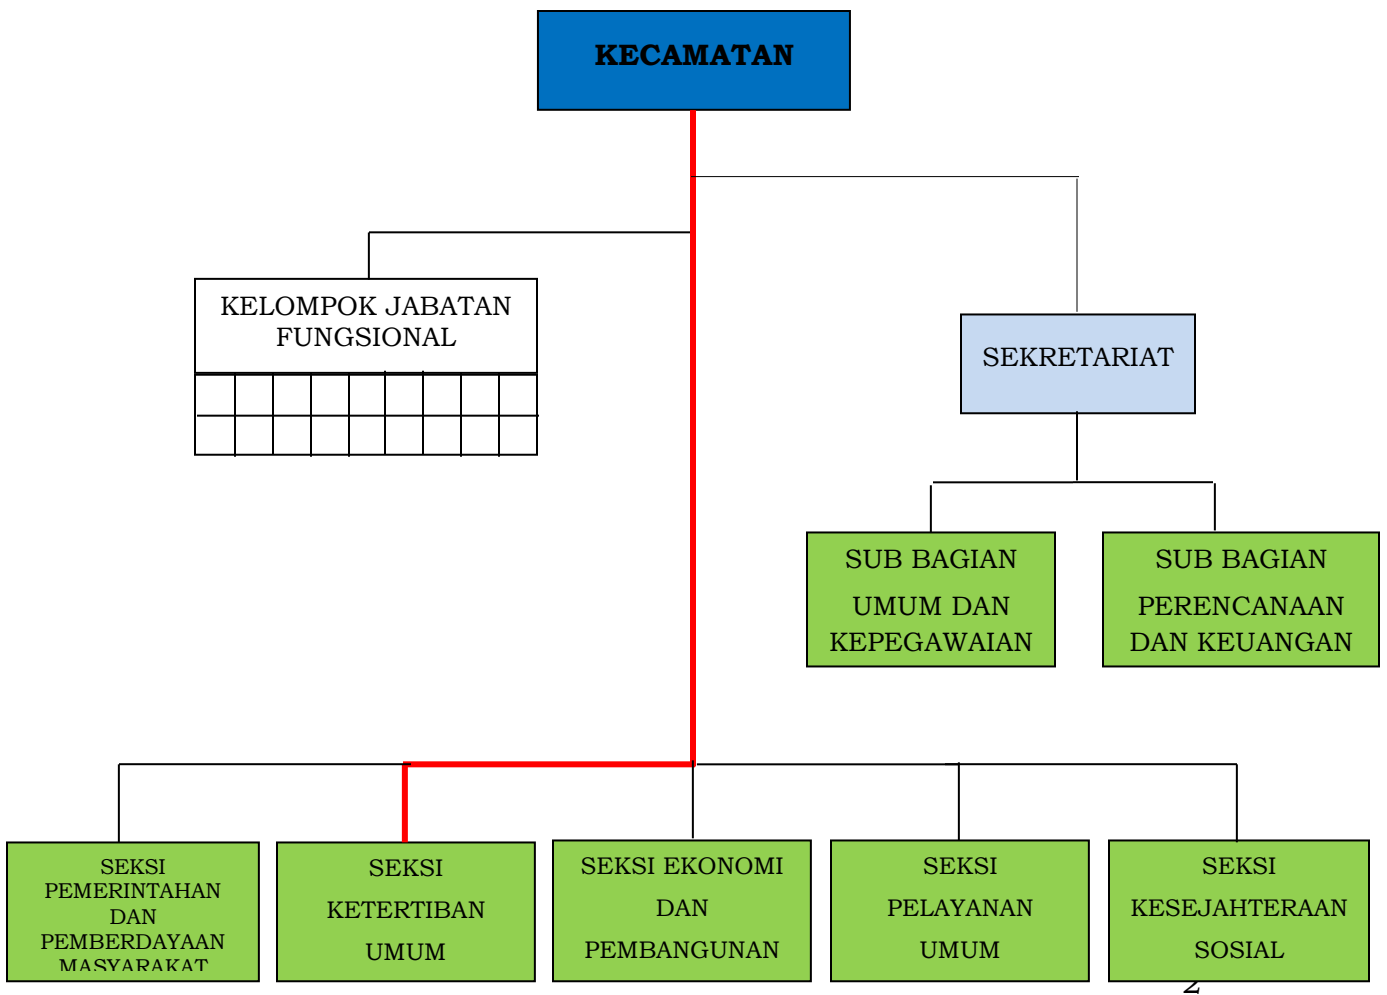 KECAMATAN
KELOMPOK JABATAN
FUNGSIONAL
SEKRETARIAT
SUB BAGIAN
UMUM DAN
KEPEGAWAIAN
SUB BAGIAN
PERENCANAAN
DAN KEUANGAN
SEKSI
PEMERINTAHAN
DAN
PEMBERDAYAAN
MASYARAKAT
SEKSI
KETERTIBAN
UMUM
SEKSI EKONOMI
DAN
PEMBANGUNAN
SEKSI
PELAYANAN
UMUM
SEKSI
KESEJAHTERAAN
SOSIAL
2